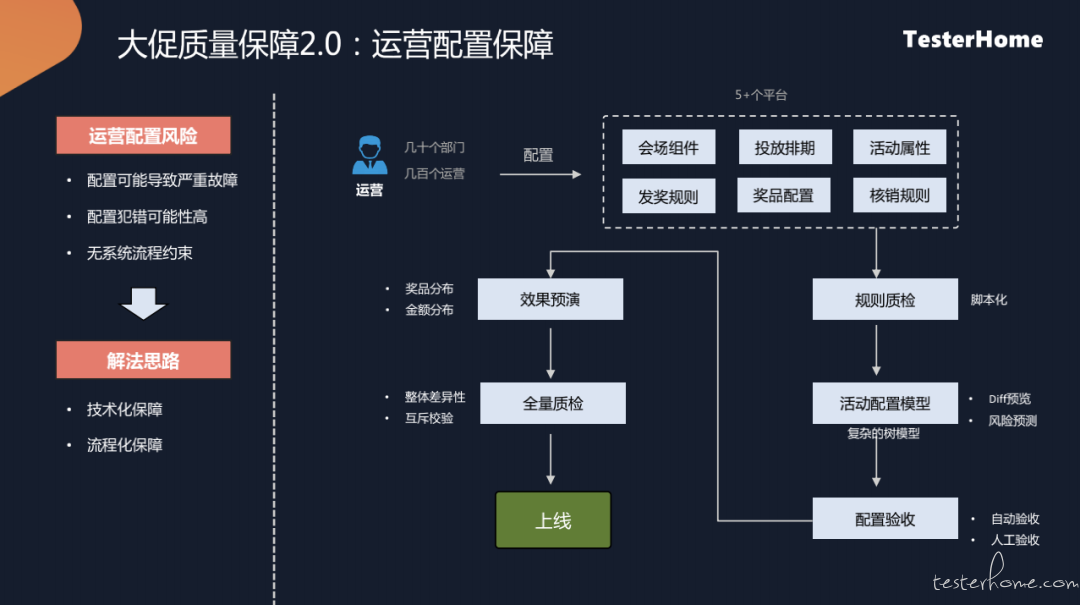 大促质量保障2.0：运营配置保障
TesterHome
运营配置风险
• 配置可能导致严重故障
• 配置犯错可能性高
• 无系统流程约束
解法思路
• 技术化保障
• 流程化保障
运营
几十个部门
几百个运营
配置
5+个平台
会场组件
投放排期
活动属性
发奖规则
奖品配置
核销规则
规则质检
脚本化
活动配置模型
复杂的树模型
• Diff预览
• 风险预测
配置验收
• 自动验收
• 人工验收
• 奖品分布
• 金额分布
效果预演
• 整体差异性
• 互斥校验
全量质检
上线
testerhome.com